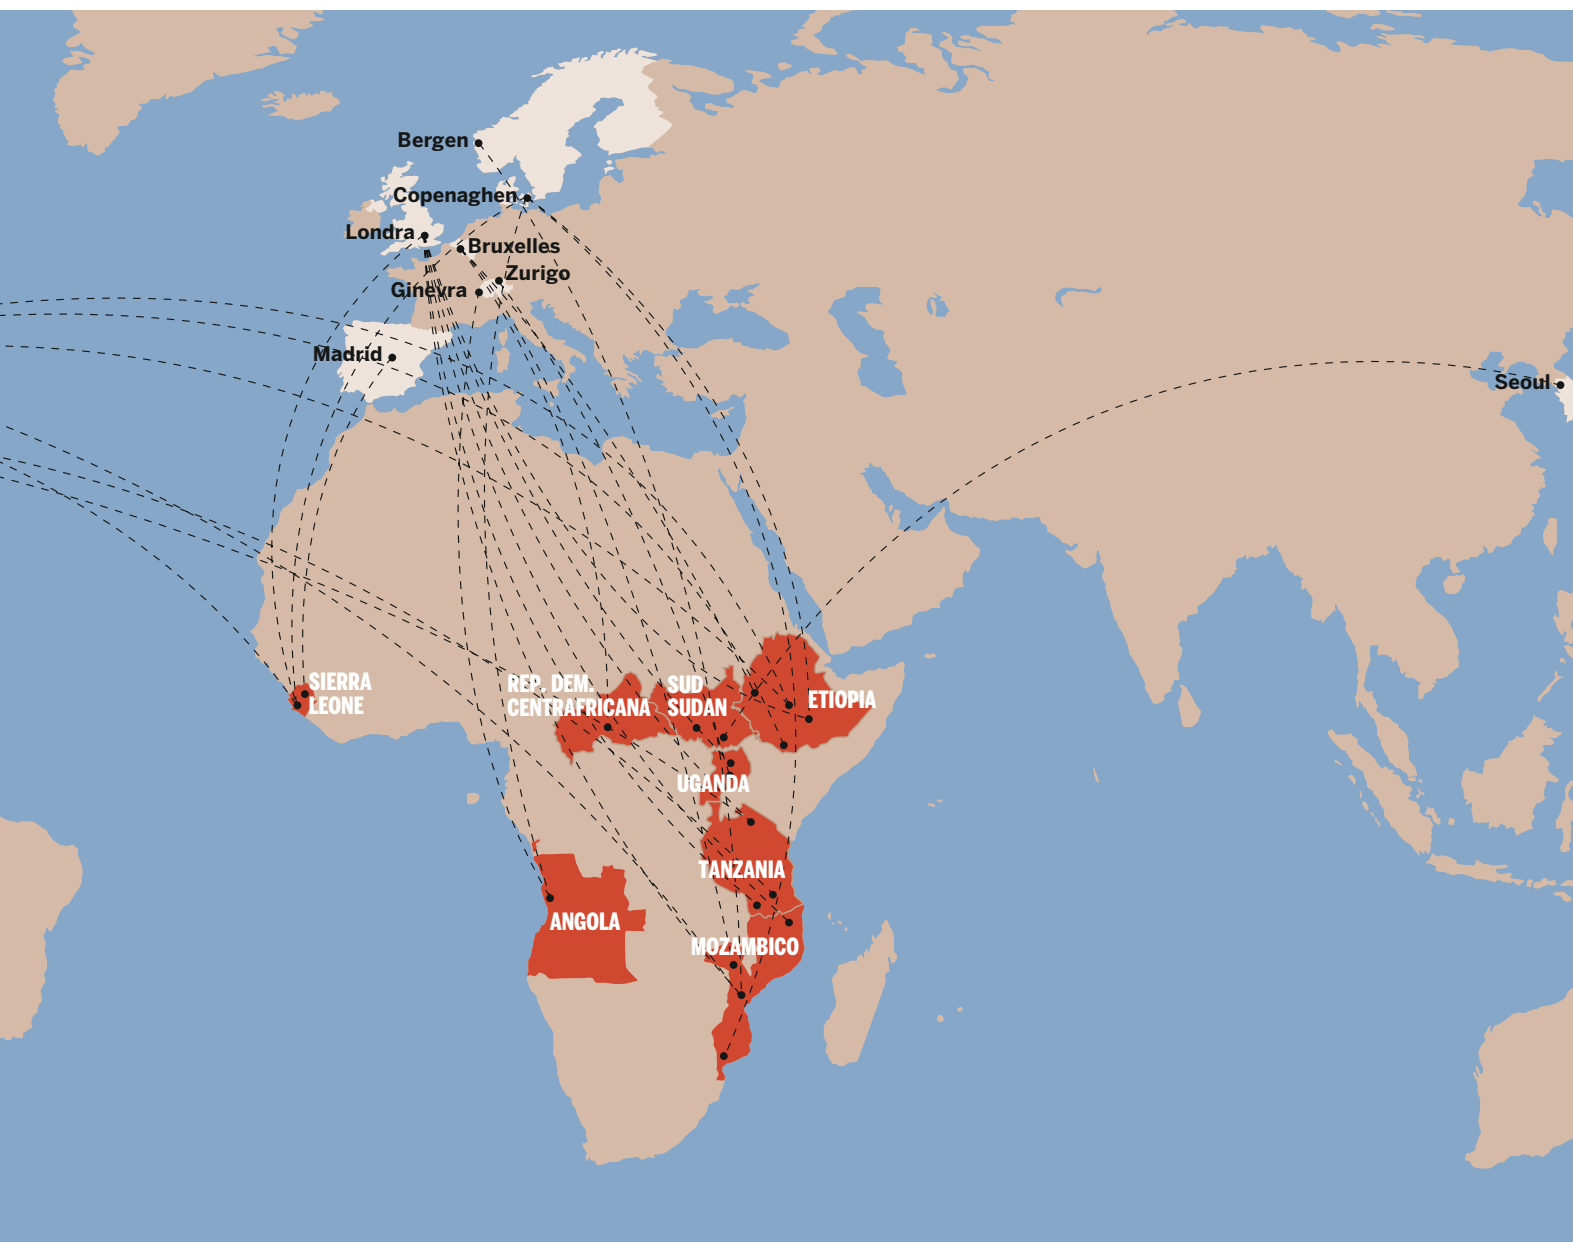 Bergen
Copenaghen
Londra
Bruxelles
Zurigo
Ginevra
Madrid
Seoul
SIERRA
LEONE
REP. DEM.
CENTRAFRICANA
SUD
SUDAN
ETIOPIA
UGANDA
TANZANIA
ANGOLA
MOZAMBICO